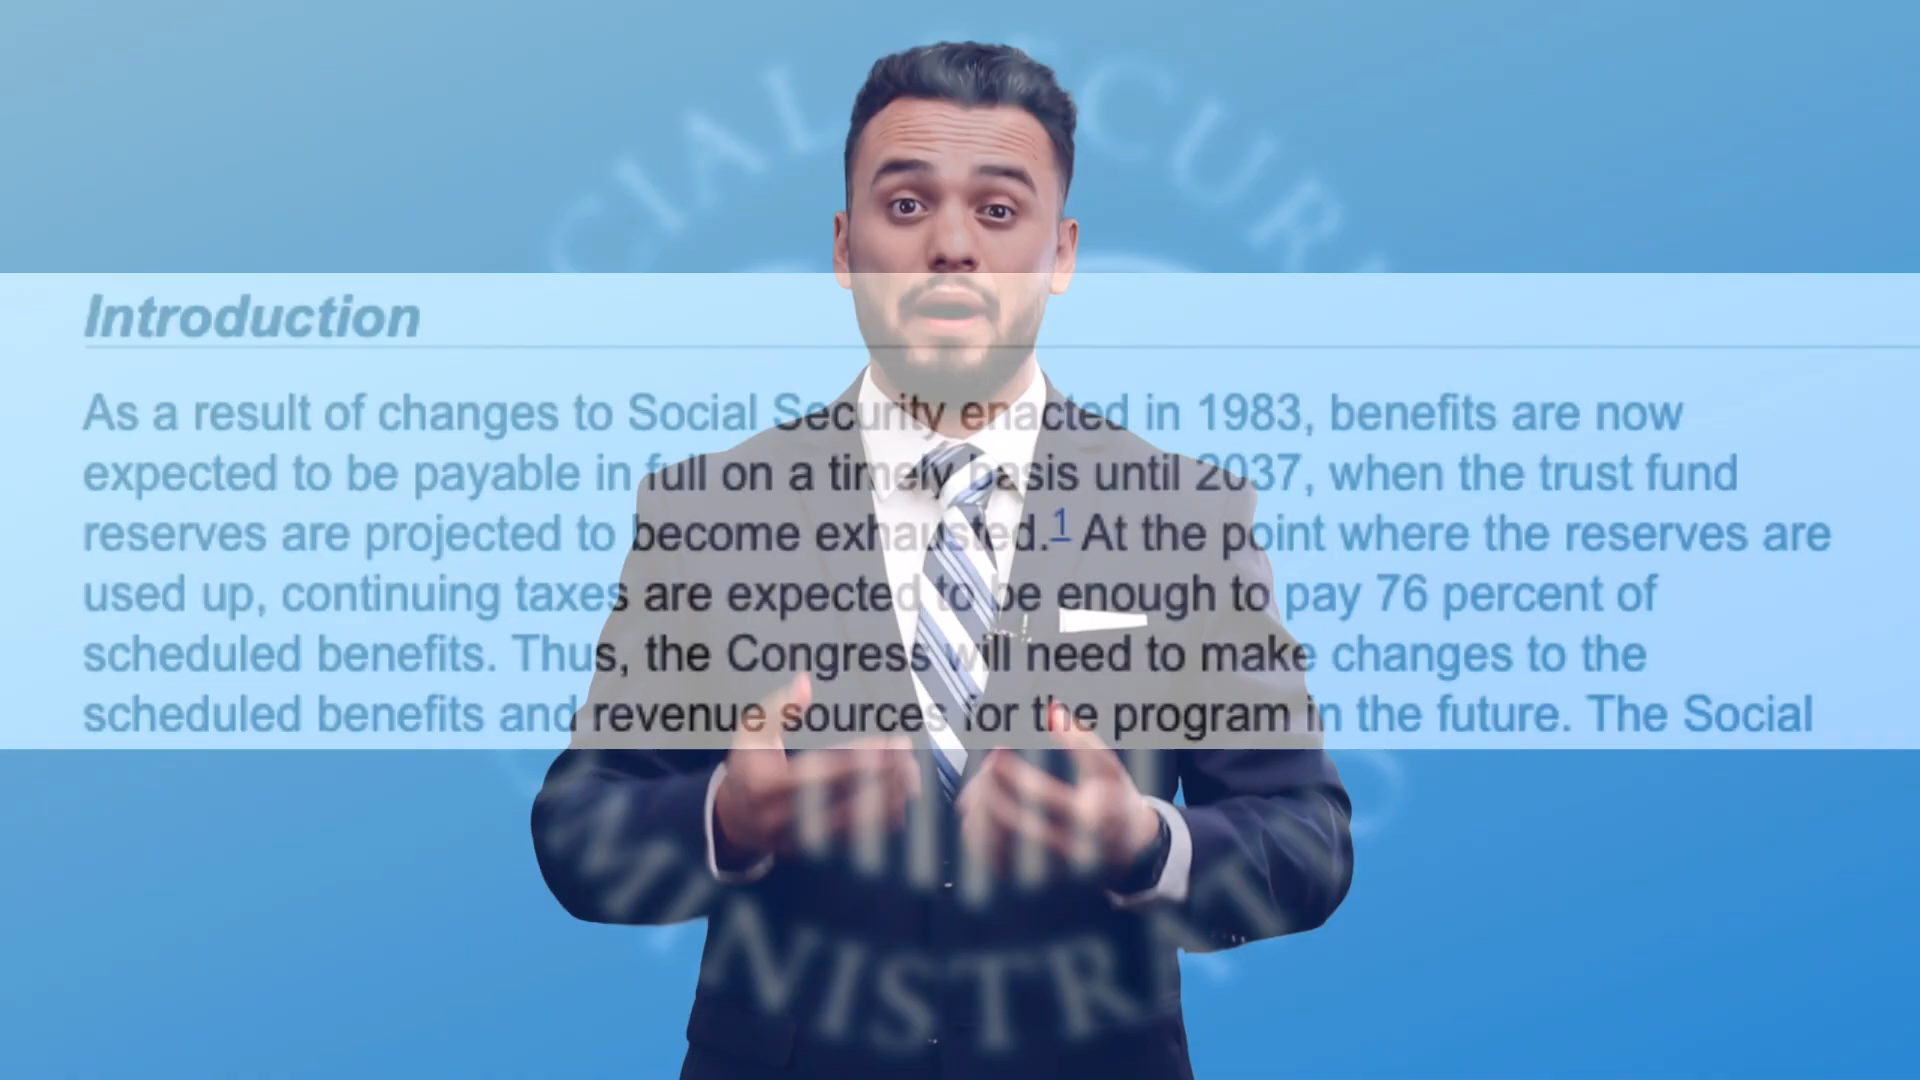 CIAL CURI
Introduction
As a result of changes to Social Security enacted in 1983, benefits are now
expected to be payable in full on a timely basis until 2037, when the trust fund
reserves are projected to become exhausted.1 At the point where the reserves are
used up, continuing taxes are expected to be enough to pay 76 percent of
scheduled benefits. Thus, the Congress will need to make changes to the
scheduled benefits and revenue sources for the program in the future. The Social
MINISTRATIO